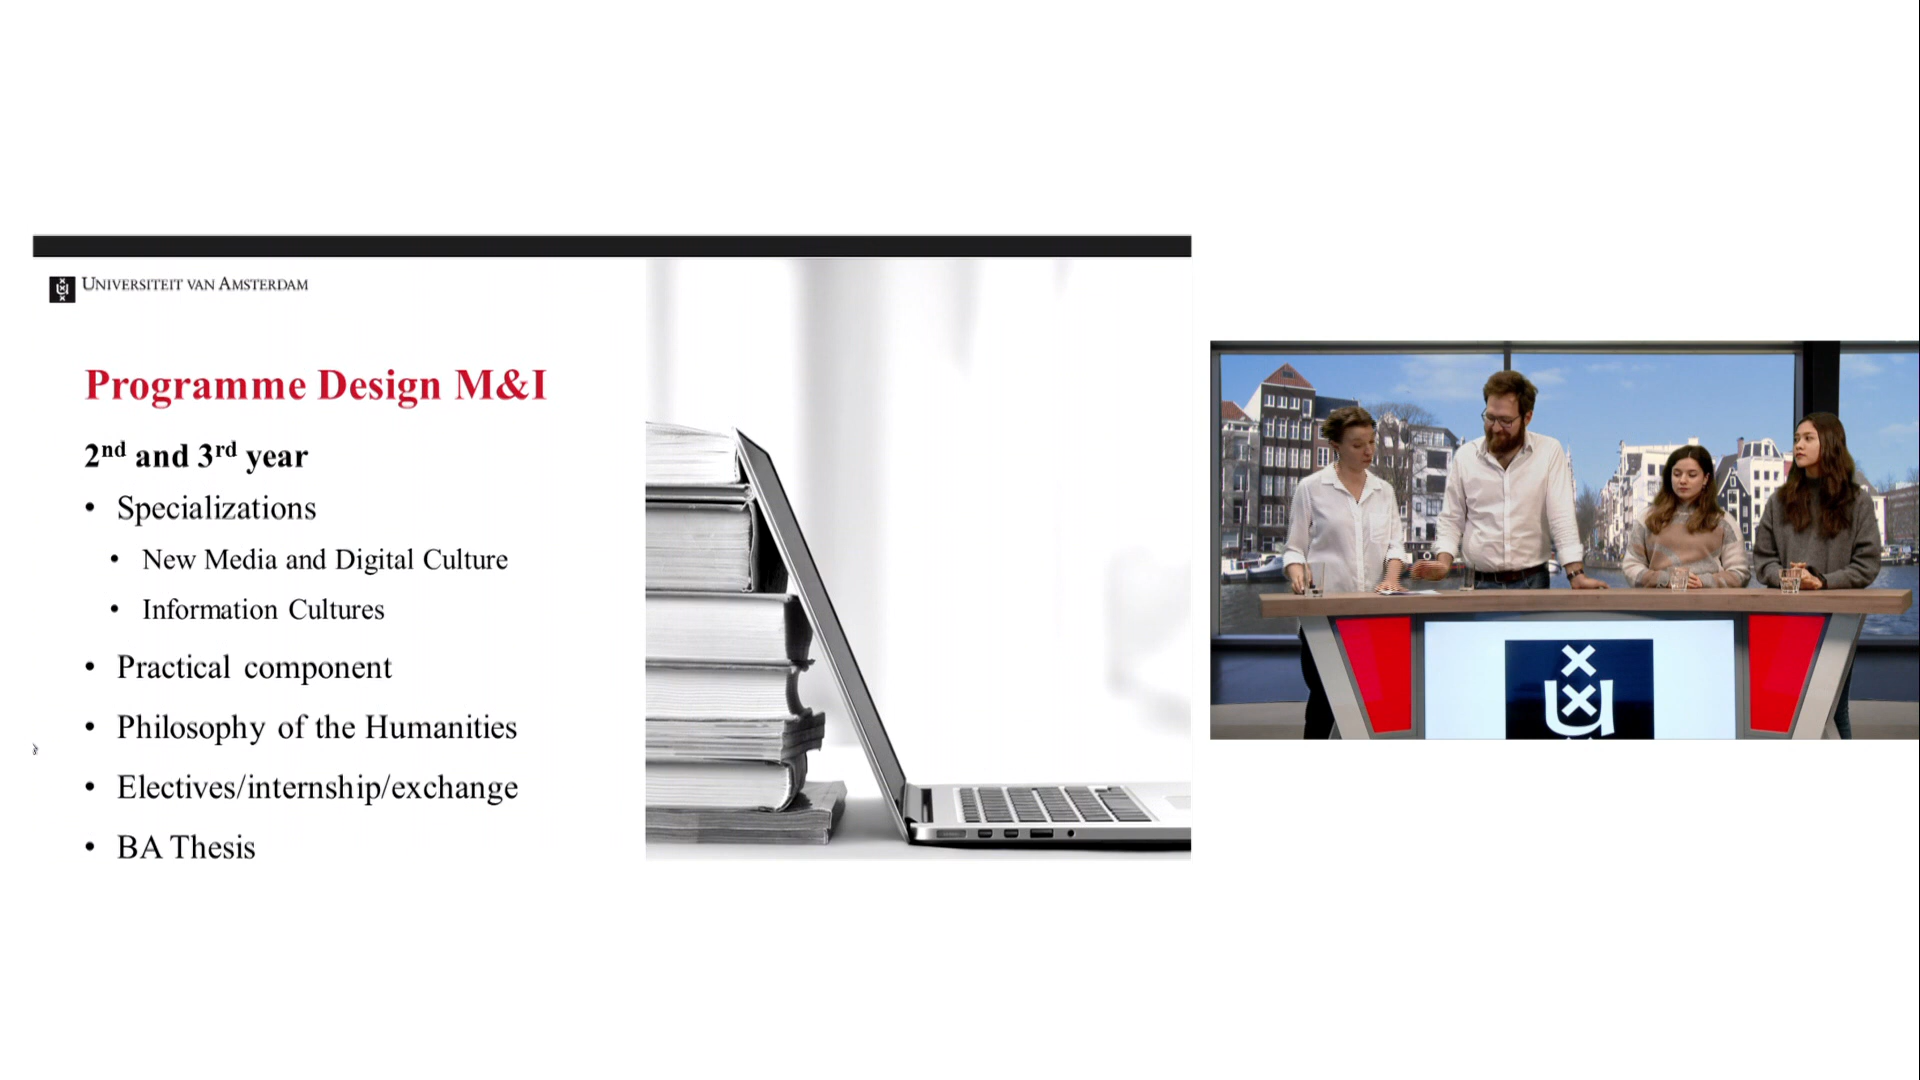 UNIVERSITEIT VAN AMSTERDAM
Programme Design M&I
2nd and 3rd year
• Specializations
• New Media and Digital Culture
• Information Cultures
• Practical component
• Philosophy of the Humanities
• Electives/internship/exchange
• BA Thesis